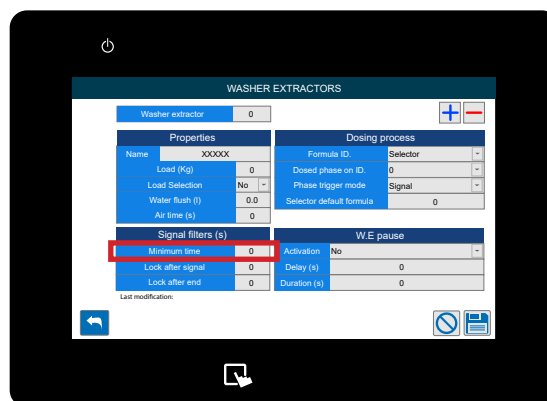 WASHER EXTRACTORS
Washer extractor 0
Properties
Name XXXXX
Load (Kg) 0
Load Selection No
Water flush (l) 0.0
Air time (s) 0
Dosing process
Formula ID. Selector
Dosed phase on ID. 0
Phase trigger mode Signal
Selector default formula 0
Signal filters (s)
Minimum time 0
Lock after signal 0
Lock after end 0
W.E pause
Activation No
Delay (s) 0
Duration (s) 0
Last modification: